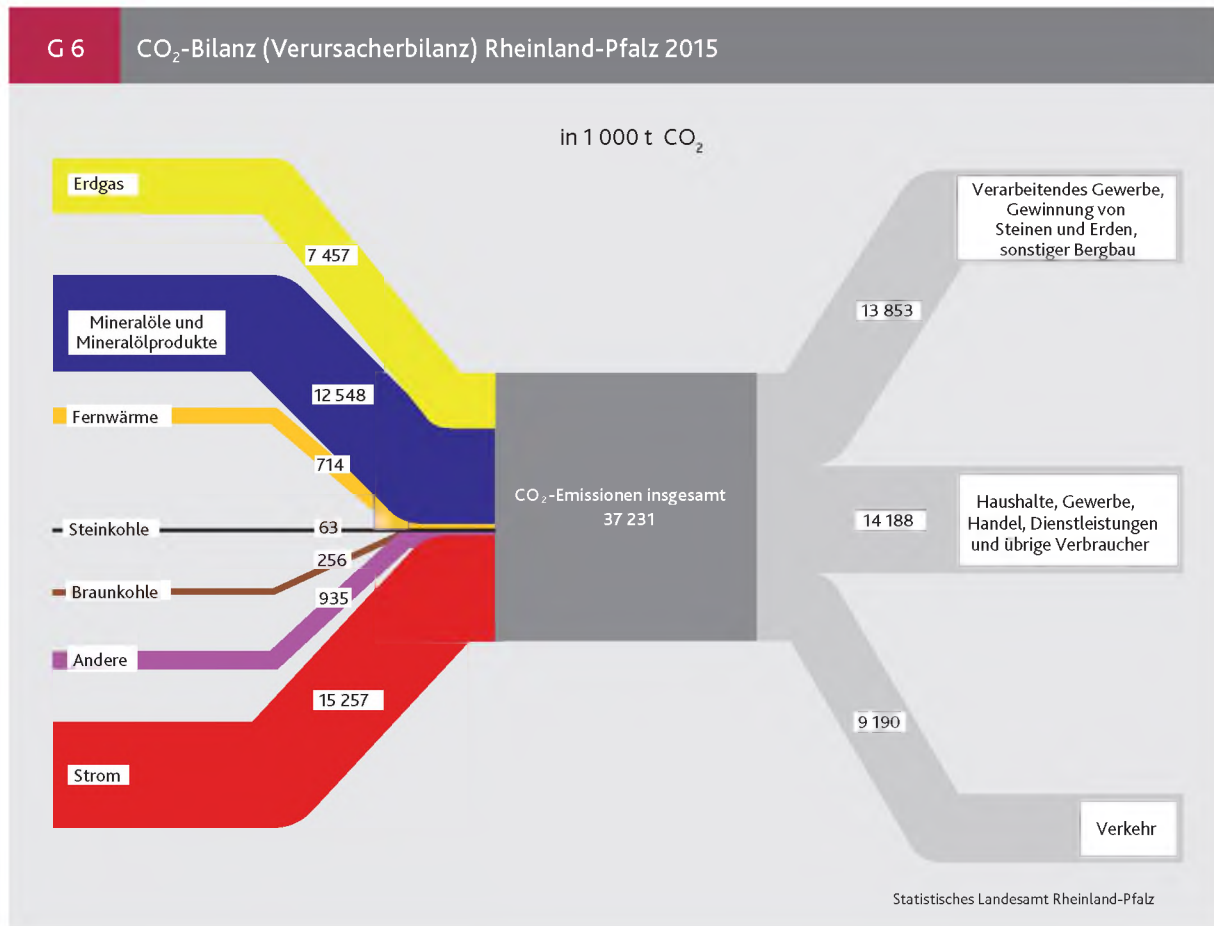 G 6
CO₂-Bilanz (Verursacherbilanz) Rheinland-Pfalz 2015
in 1 000 t CO₂
Erdgas
7 457
Mineralöle und
Mineralölprodukte
12 548
Fernwärme
714
Steinkohle
63
Braunkohle
256
Andere
935
Strom
15 257
CO₂-Emissionen insgesamt
37 231
Verarbeitendes Gewerbe,
Gewinnung von
Steinen und Erden,
sonstiger Bergbau
13 853
Haushalte, Gewerbe,
Handel, Dienstleistungen
und übrige Verbraucher
14 188
Verkehr
9 190
Statistisches Landesamt Rheinland-Pfalz